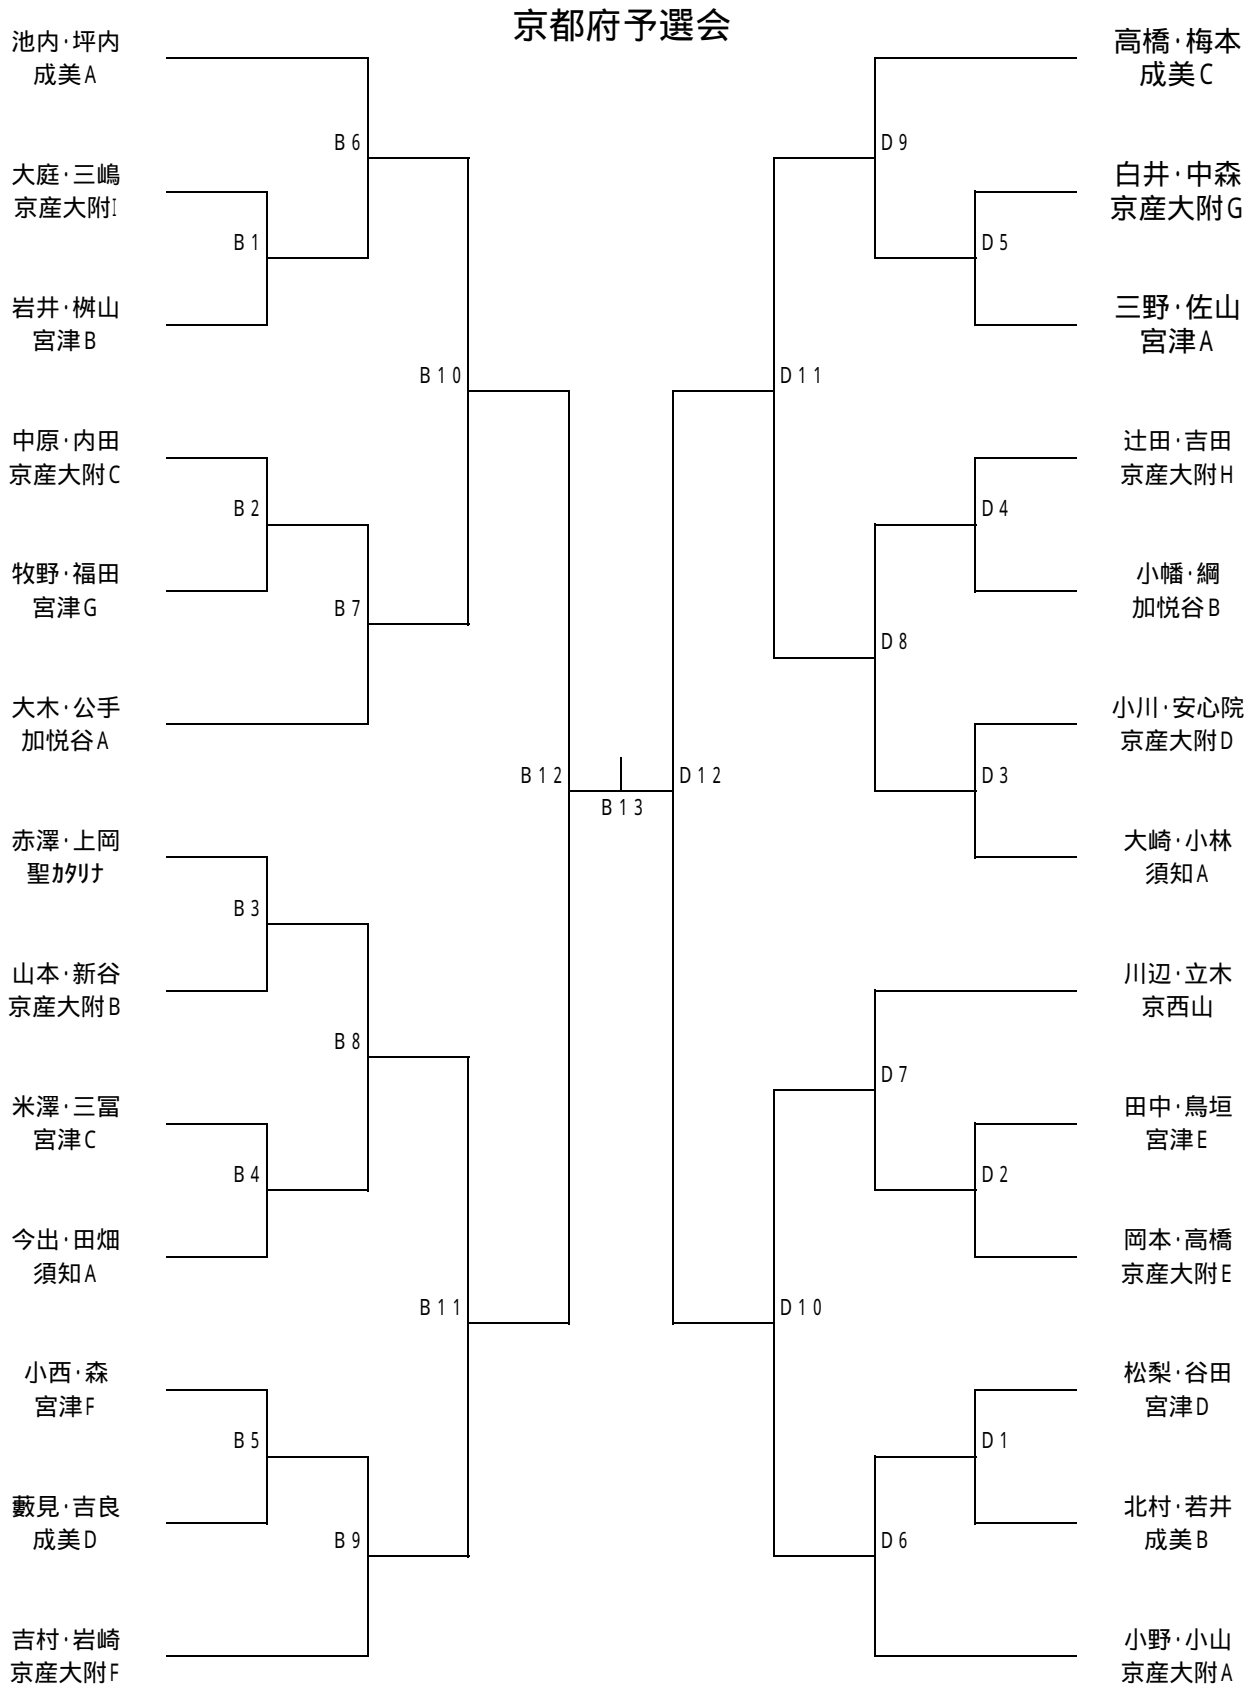 京都府予選会
池内・坪内
成美A
B6
大庭・三嶋
京産大附I
B1
岩井・桝山
宮津B
B10
中原・内田
京産大附C
B2
牧野・福田
宮津G
B7
大木・公手
加悦谷A
B12
赤澤・上岡
聖カタリナ
B3
山本・新谷
京産大附B
B8
米澤・三冨
宮津C
B4
今出・田畑
須知A
B11
小西・森
宮津F
B5
藪見・吉良
成美D
B9
吉村・岩崎
京産大附F
B13
高橋・梅本
成美C
D9
白井・中森
京産大附G
D5
三野・佐山
宮津A
D11
辻田・吉田
京産大附H
D4
小幡・綱
加悦谷B
D8
小川・安心院
京産大附D
D3
D12
大崎・小林
須知A
川辺・立木
京西山
D7
田中・鳥垣
宮津E
D2
岡本・高橋
京産大附E
D10
松梨・谷田
宮津D
D1
北村・若井
成美B
D6
小野・小山
京産大附A